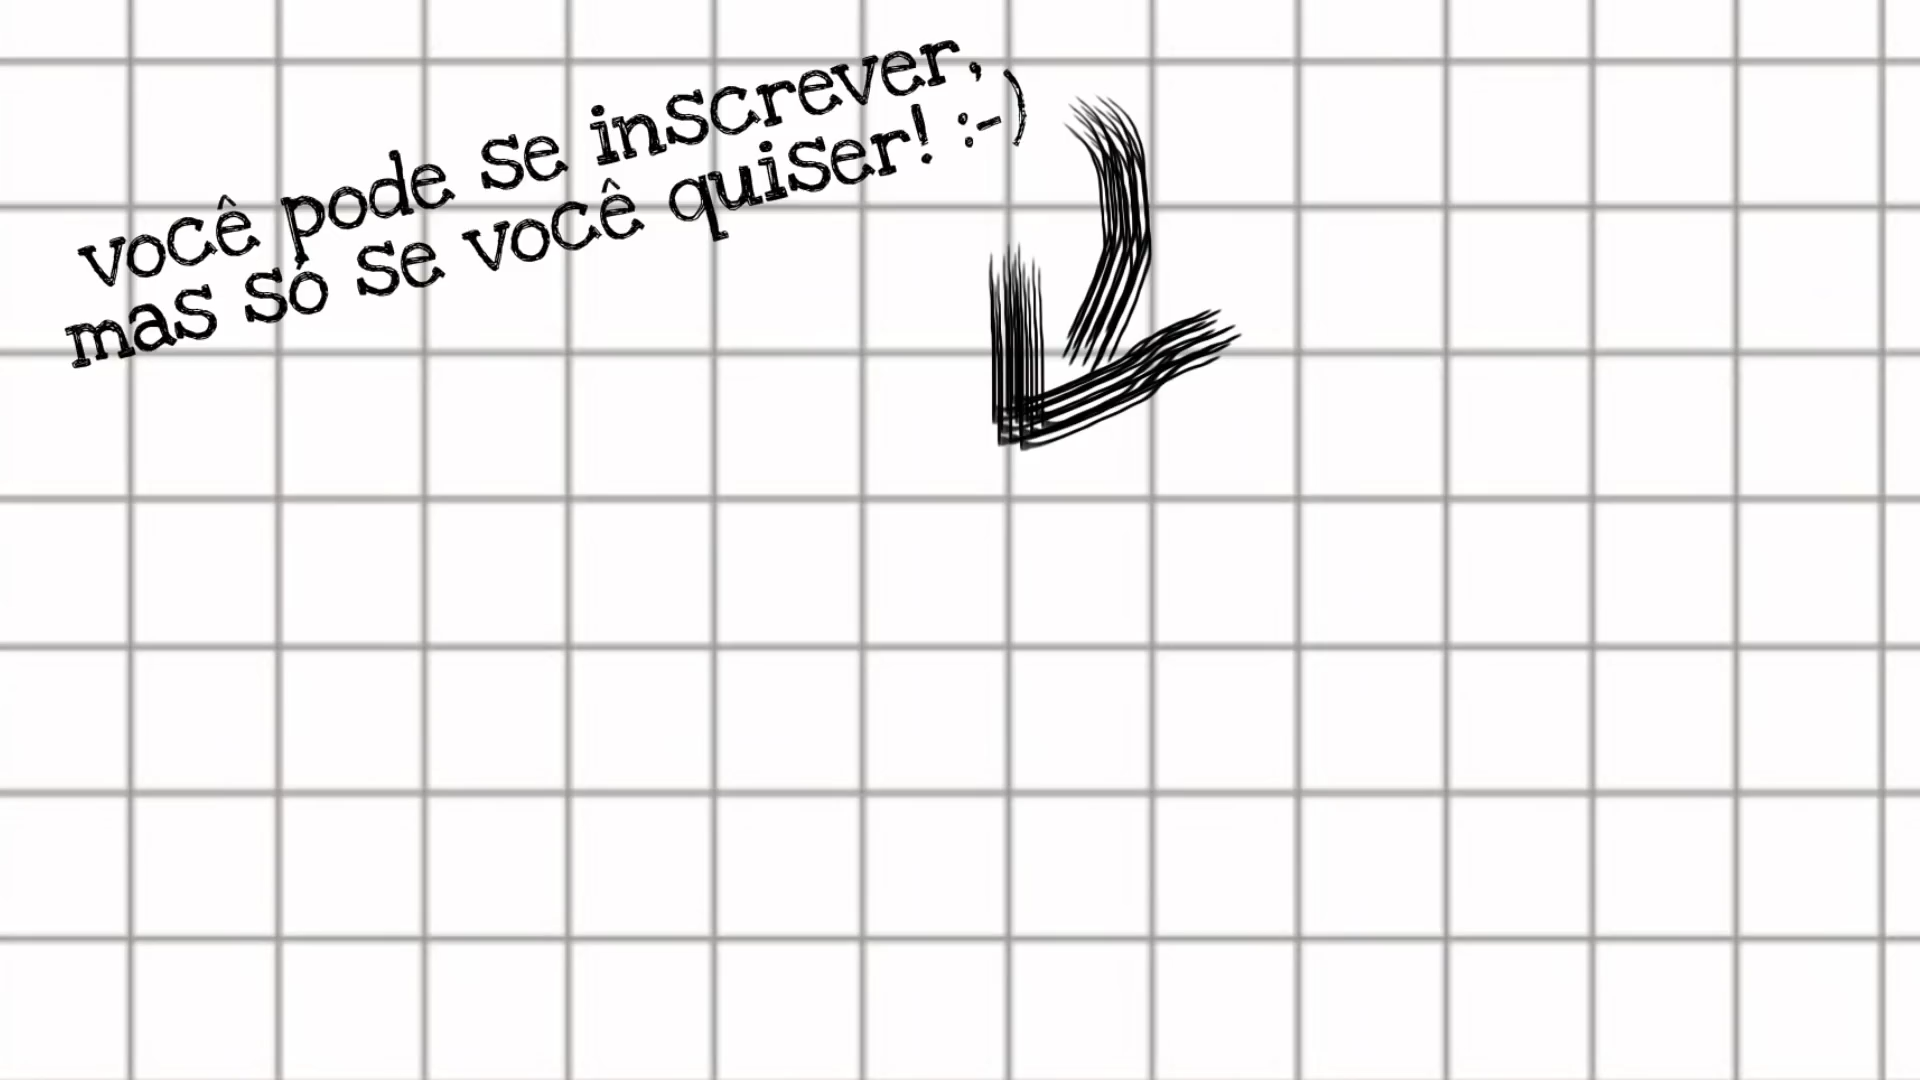 você pode se inscrever,
mas só se você quiser! :-)